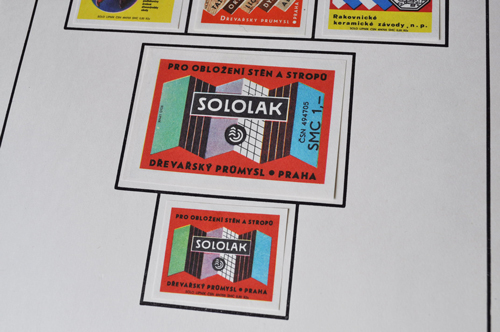 DŘEVAŘSKÝ PRŮMYSL • PRAHA
Rakovnické
keramické závody, n.p.
PRO OBLOŽENÍ STĚN A STROPŮ
SOLOLAK
ČSN 494705
SMC 1,–
DŘEVAŘSKÝ PRŮMYSL • PRAHA
PRO OBLOŽENÍ STĚN A STROPŮ
SOLOLAK
DŘEVAŘSKÝ PRŮMYSL • PRAHA